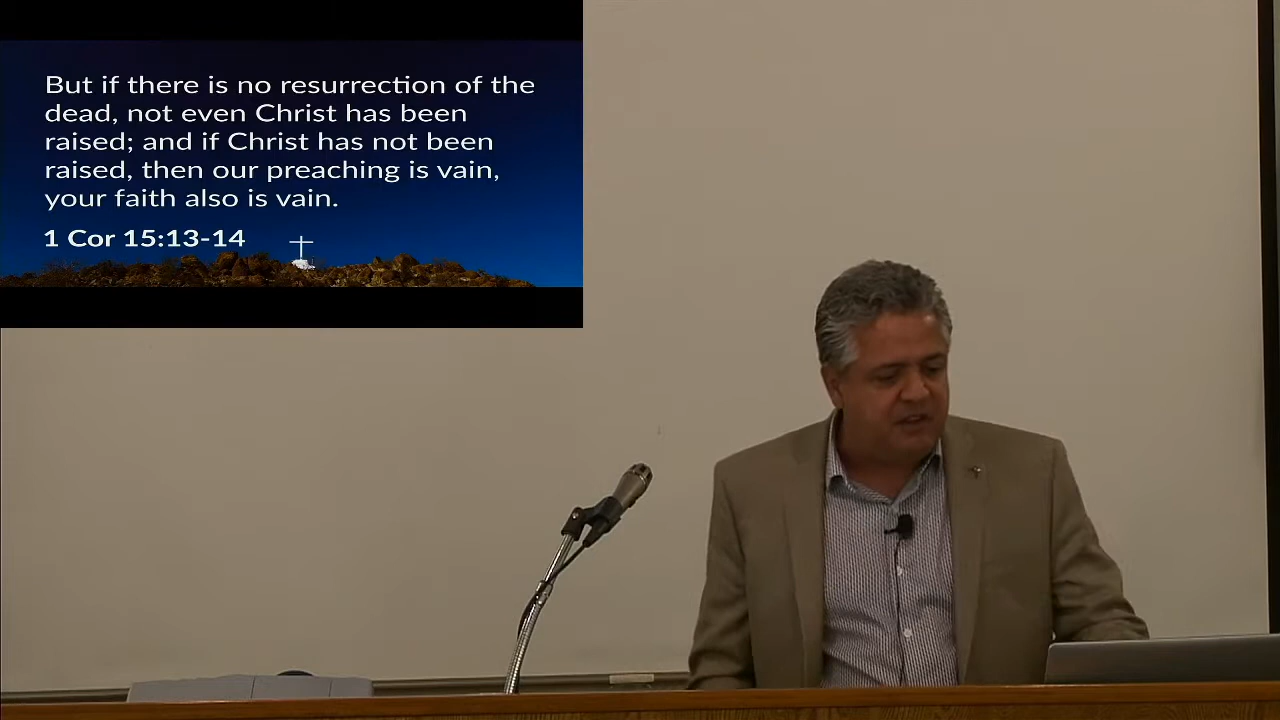 But if there is no resurrection of the
dead, not even Christ has been
raised; and if Christ has not been
raised, then our preaching is vain,
your faith also is vain.
1 Cor 15:13-14